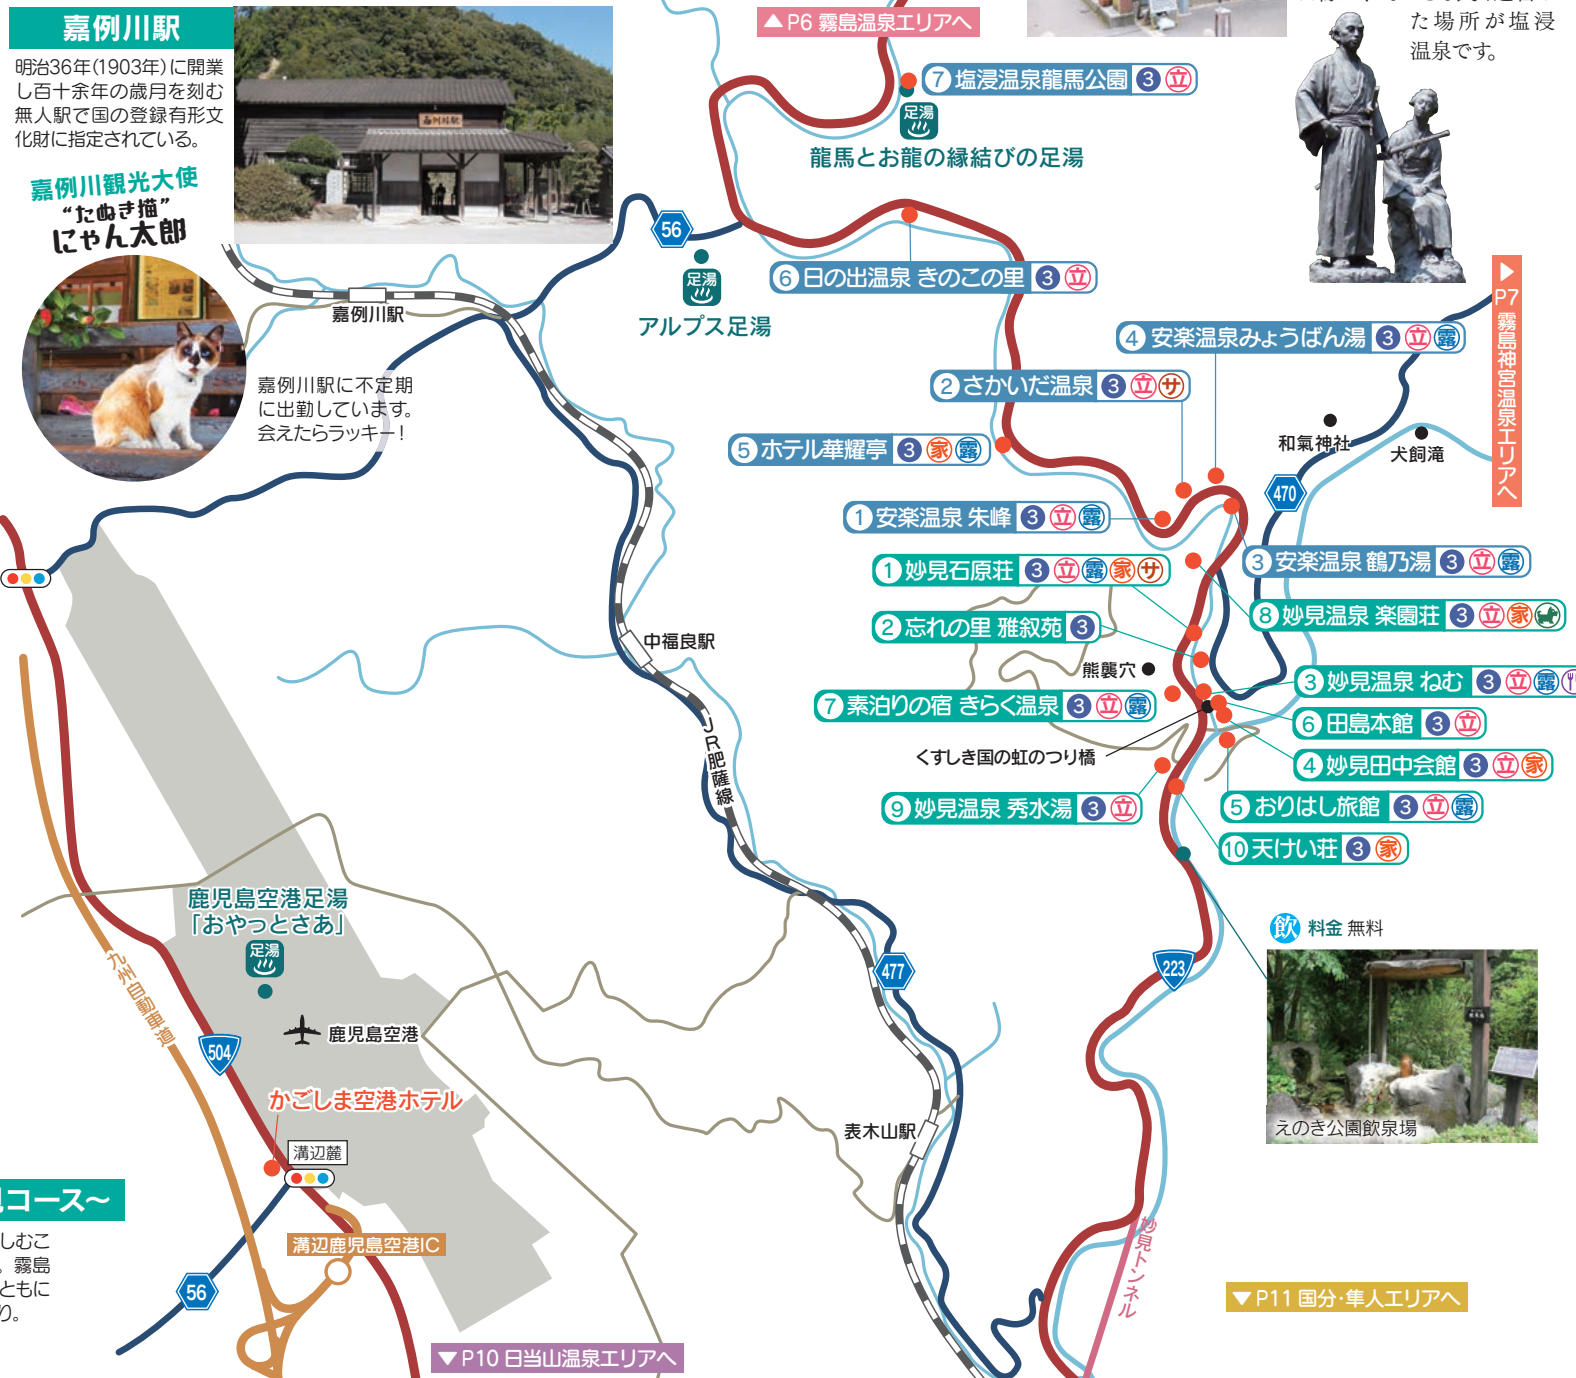 嘉例川駅
明治36年(1903年)に開業
し百十余年の歳月を刻む
無人駅で国の登録有形文
化財に指定されている。
嘉例川観光大使
“たぬき猫”
にゃん太郎
嘉例川駅に不定期
に出勤しています。
会えたらラッキー！
嘉例川駅
▲P6 霧島温泉エリアへ
た場所が塩浸
温泉です。
7 塩浸温泉龍馬公園 3 立
足湯
龍馬とお龍の縁結びの足湯
56
足湯
アルプス足湯
嘉例川駅
6 日の出温泉 きのこの里 3 立
4 安楽温泉みょうばん湯 3 立 露
2 さかいだ温泉 3 立 サ
5 ホテル華耀亭 3 家 露
▶P7 霧島神宮温泉エリアへ
和氣神社
犬飼滝
470
1 安楽温泉 朱峰 3 立 露
3 安楽温泉 鶴乃湯 3 立 露
1 妙見石原荘 3 立 露 家 サ
8 妙見温泉 楽園荘 3 立 家
2 忘れの里 雅叙苑 3
熊襲穴
3 妙見温泉 ねむ 3 立 露
7 素泊りの宿 きらく温泉 3 立 露
6 田島本館 3 立
くすしき国の虹のつり橋
4 妙見田中会館 3 立 家
9 妙見温泉 秀水湯 3 立
5 おりはし旅館 3 立 露
10 天けい荘 3 家
中福良駅
JR肥薩線
鹿児島空港足湯
「おやっとさあ」
足湯
九州自動車道
504
鹿児島空港
かごしま空港ホテル
溝辺麓
溝辺鹿児島空港IC
56
477
表木山駅
223
飲 料金 無料
えのき公園飲泉場
妙見トンネル
見コース〜
しむこ
。霧島
ともに
り。
▼P10 日当山温泉エリアへ
▼P11 国分・隼人エリアへ